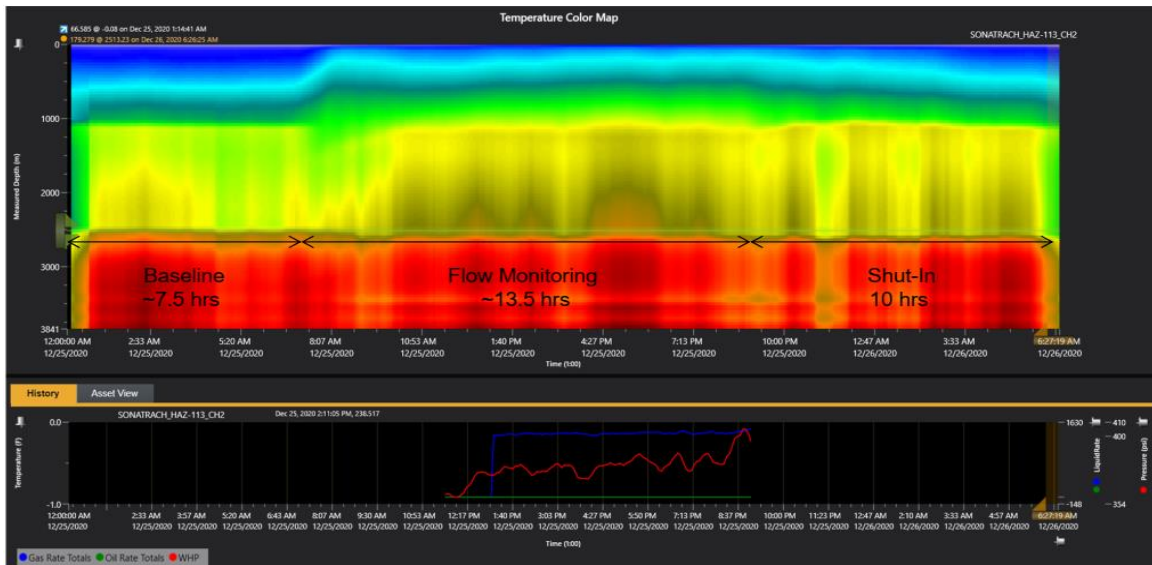 Temperature Color Map
66.585 @ -0.08 on Dec 25, 2020 1:14:41 AM
179.279 @ 2513.23 on Dec 26, 2020 6:26:25 AM
SONATRACH_HAZ-113_CH2
Measured Depth (m)
0
1000
2000
3000
3841
Baseline
~7.5 hrs
Flow Monitoring
~13.5 hrs
Shut-In
10 hrs
12:00:00 AM 2:33 AM 5:20 AM 8:07 AM 10:53 AM 1:40 PM 4:27 PM 7:13 PM 10:00 PM 12:47 AM 3:33 AM 6:27:19 AM
12/25/2020 12/25/2020 12/25/2020 12/25/2020 12/25/2020 12/25/2020 12/25/2020 12/25/2020 12/25/2020 12/26/2020 12/26/2020 12/26/2020
Time (1:00)
History Asset View
SONATRACH_HAZ-113_CH2 Dec 25, 2020 2:11:05 PM, 236.517
Temperature (F)
0.0
-1.0
1630 410
400
-148 354
LiquidRate
Pressure (psi)
12:00:00 AM 2:33 AM 3:57 AM 5:20 AM 6:43 AM 8:07 AM 9:30 AM 10:53 AM 12:17 PM 1:40 PM 3:03 PM 4:27 PM 5:50 PM 7:13 PM 8:37 PM 10:00 PM 11:23 PM 12:47 AM 2:10 AM 3:33 AM 4:57 AM 6:27:19 AM
12/25/2020 12/25/2020 12/25/2020 12/25/2020 12/25/2020 12/25/2020 12/25/2020 12/25/2020 12/25/2020 12/25/2020 12/25/2020 12/25/2020 12/25/2020 12/25/2020 12/25/2020 12/25/2020 12/25/2020 12/26/2020 12/26/2020 12/26/2020 12/26/2020 12/26/2020
Time (1:00)
Gas Rate Totals Oil Rate Totals WHP